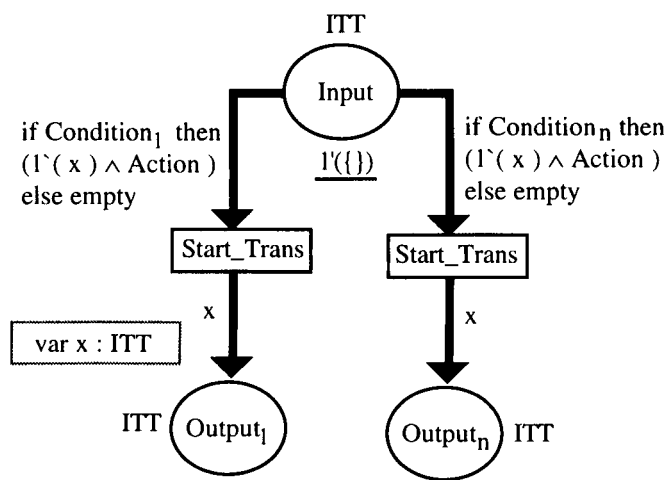 ITT
Input
if Condition₁ then
(1`( x ) ∧ Action )
else empty
1'({})
if Conditionₙ then
(1`( x ) ∧ Action )
else empty
Start_Trans
Start_Trans
x
x
var x : ITT
ITT
Output₁
Outputₙ
ITT